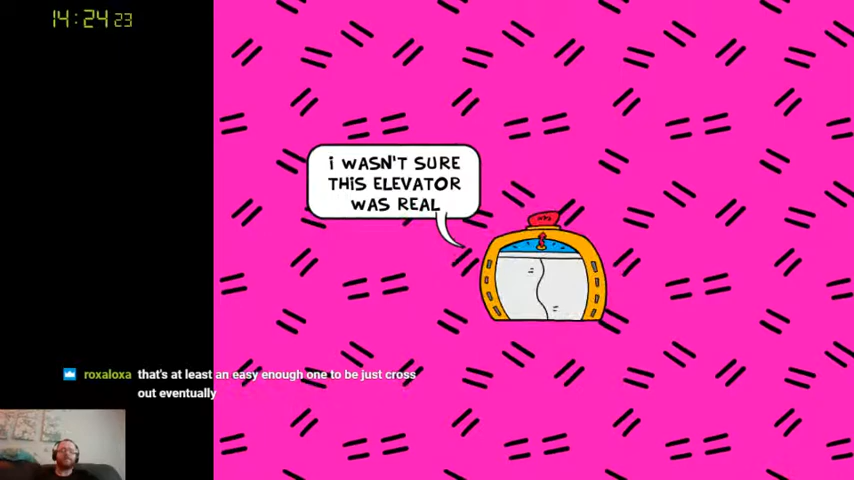 14:24 23
I WASN'T SURE
THIS ELEVATOR
WAS REAL
roxaloxa that's at least an easy enough one to be just cross
out eventually